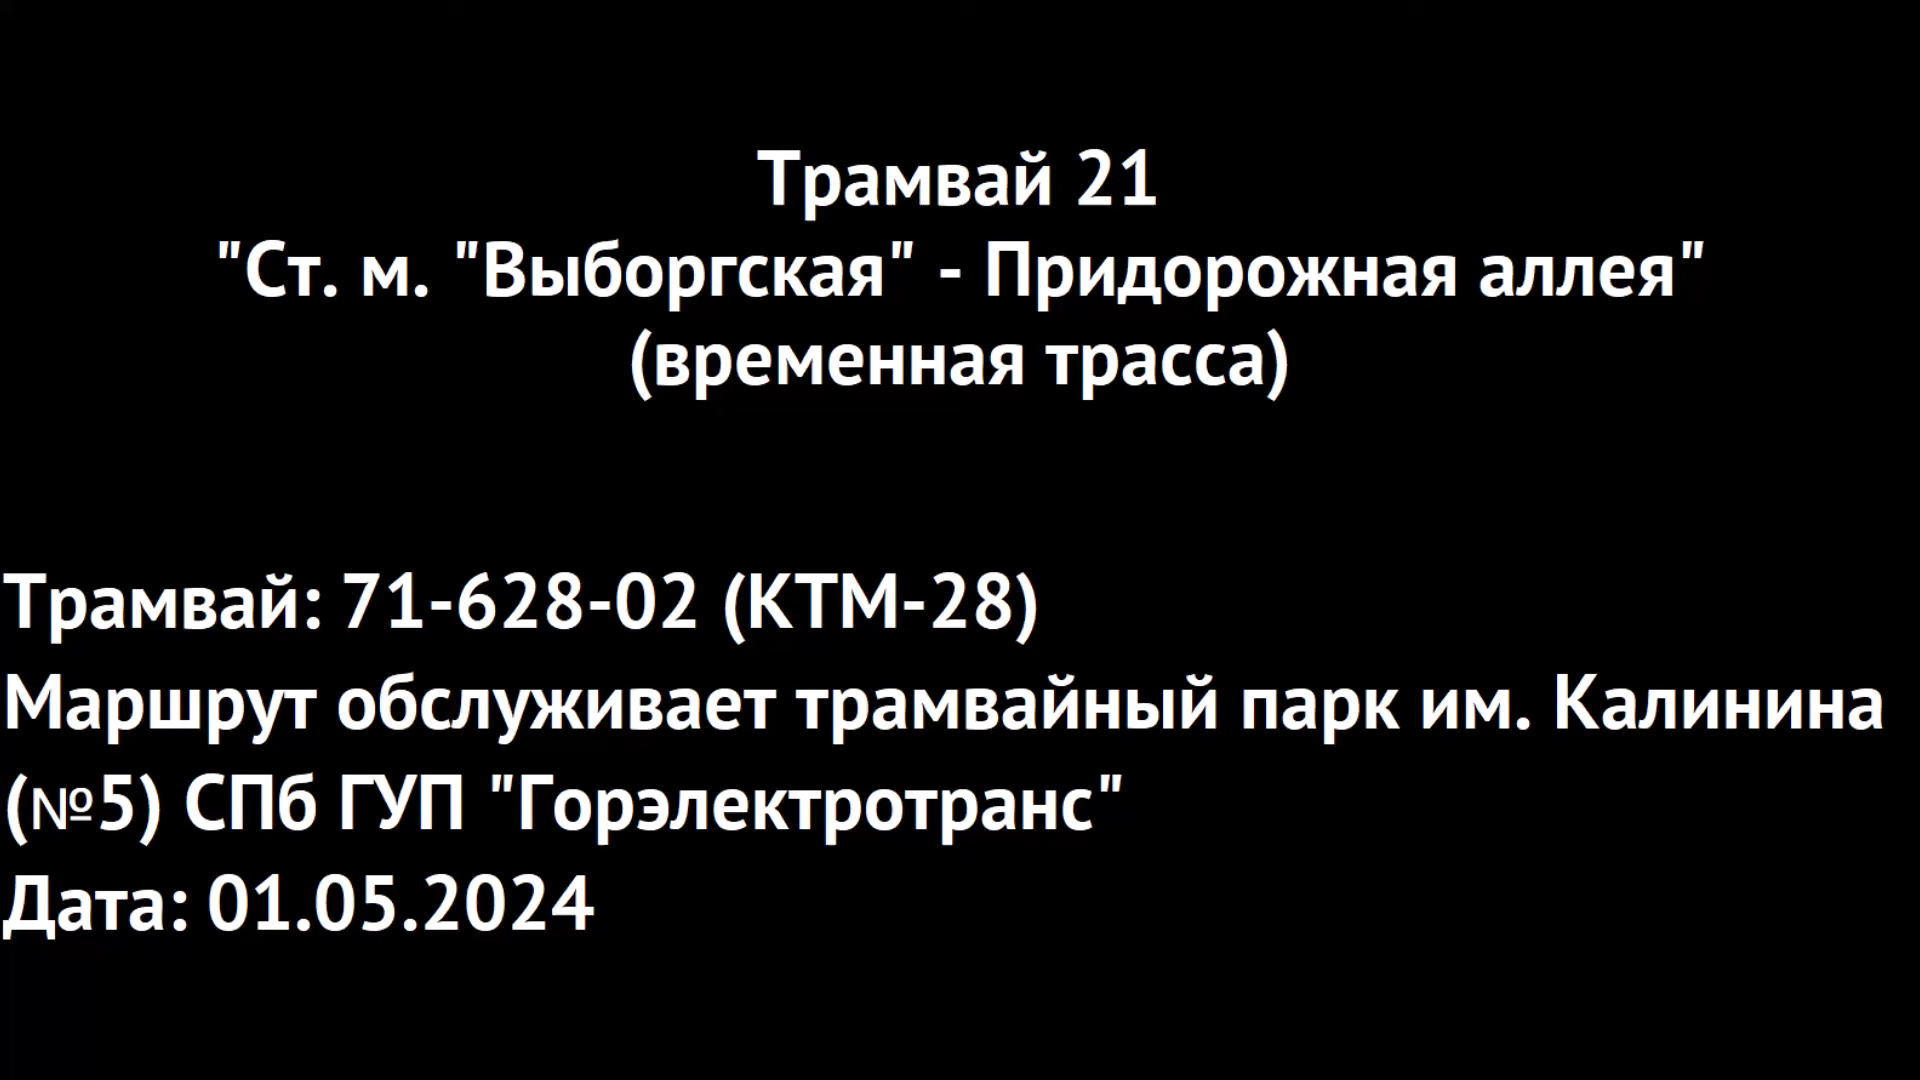 Трамвай 21
"Ст. м. "Выборгская" - Придорожная аллея"
(временная трасса)
Трамвай: 71-628-02 (КТМ-28)
Маршрут обслуживает трамвайный парк им. Калинина
(№5) СПб ГУП "Горэлектротранс"
Дата: 01.05.2024